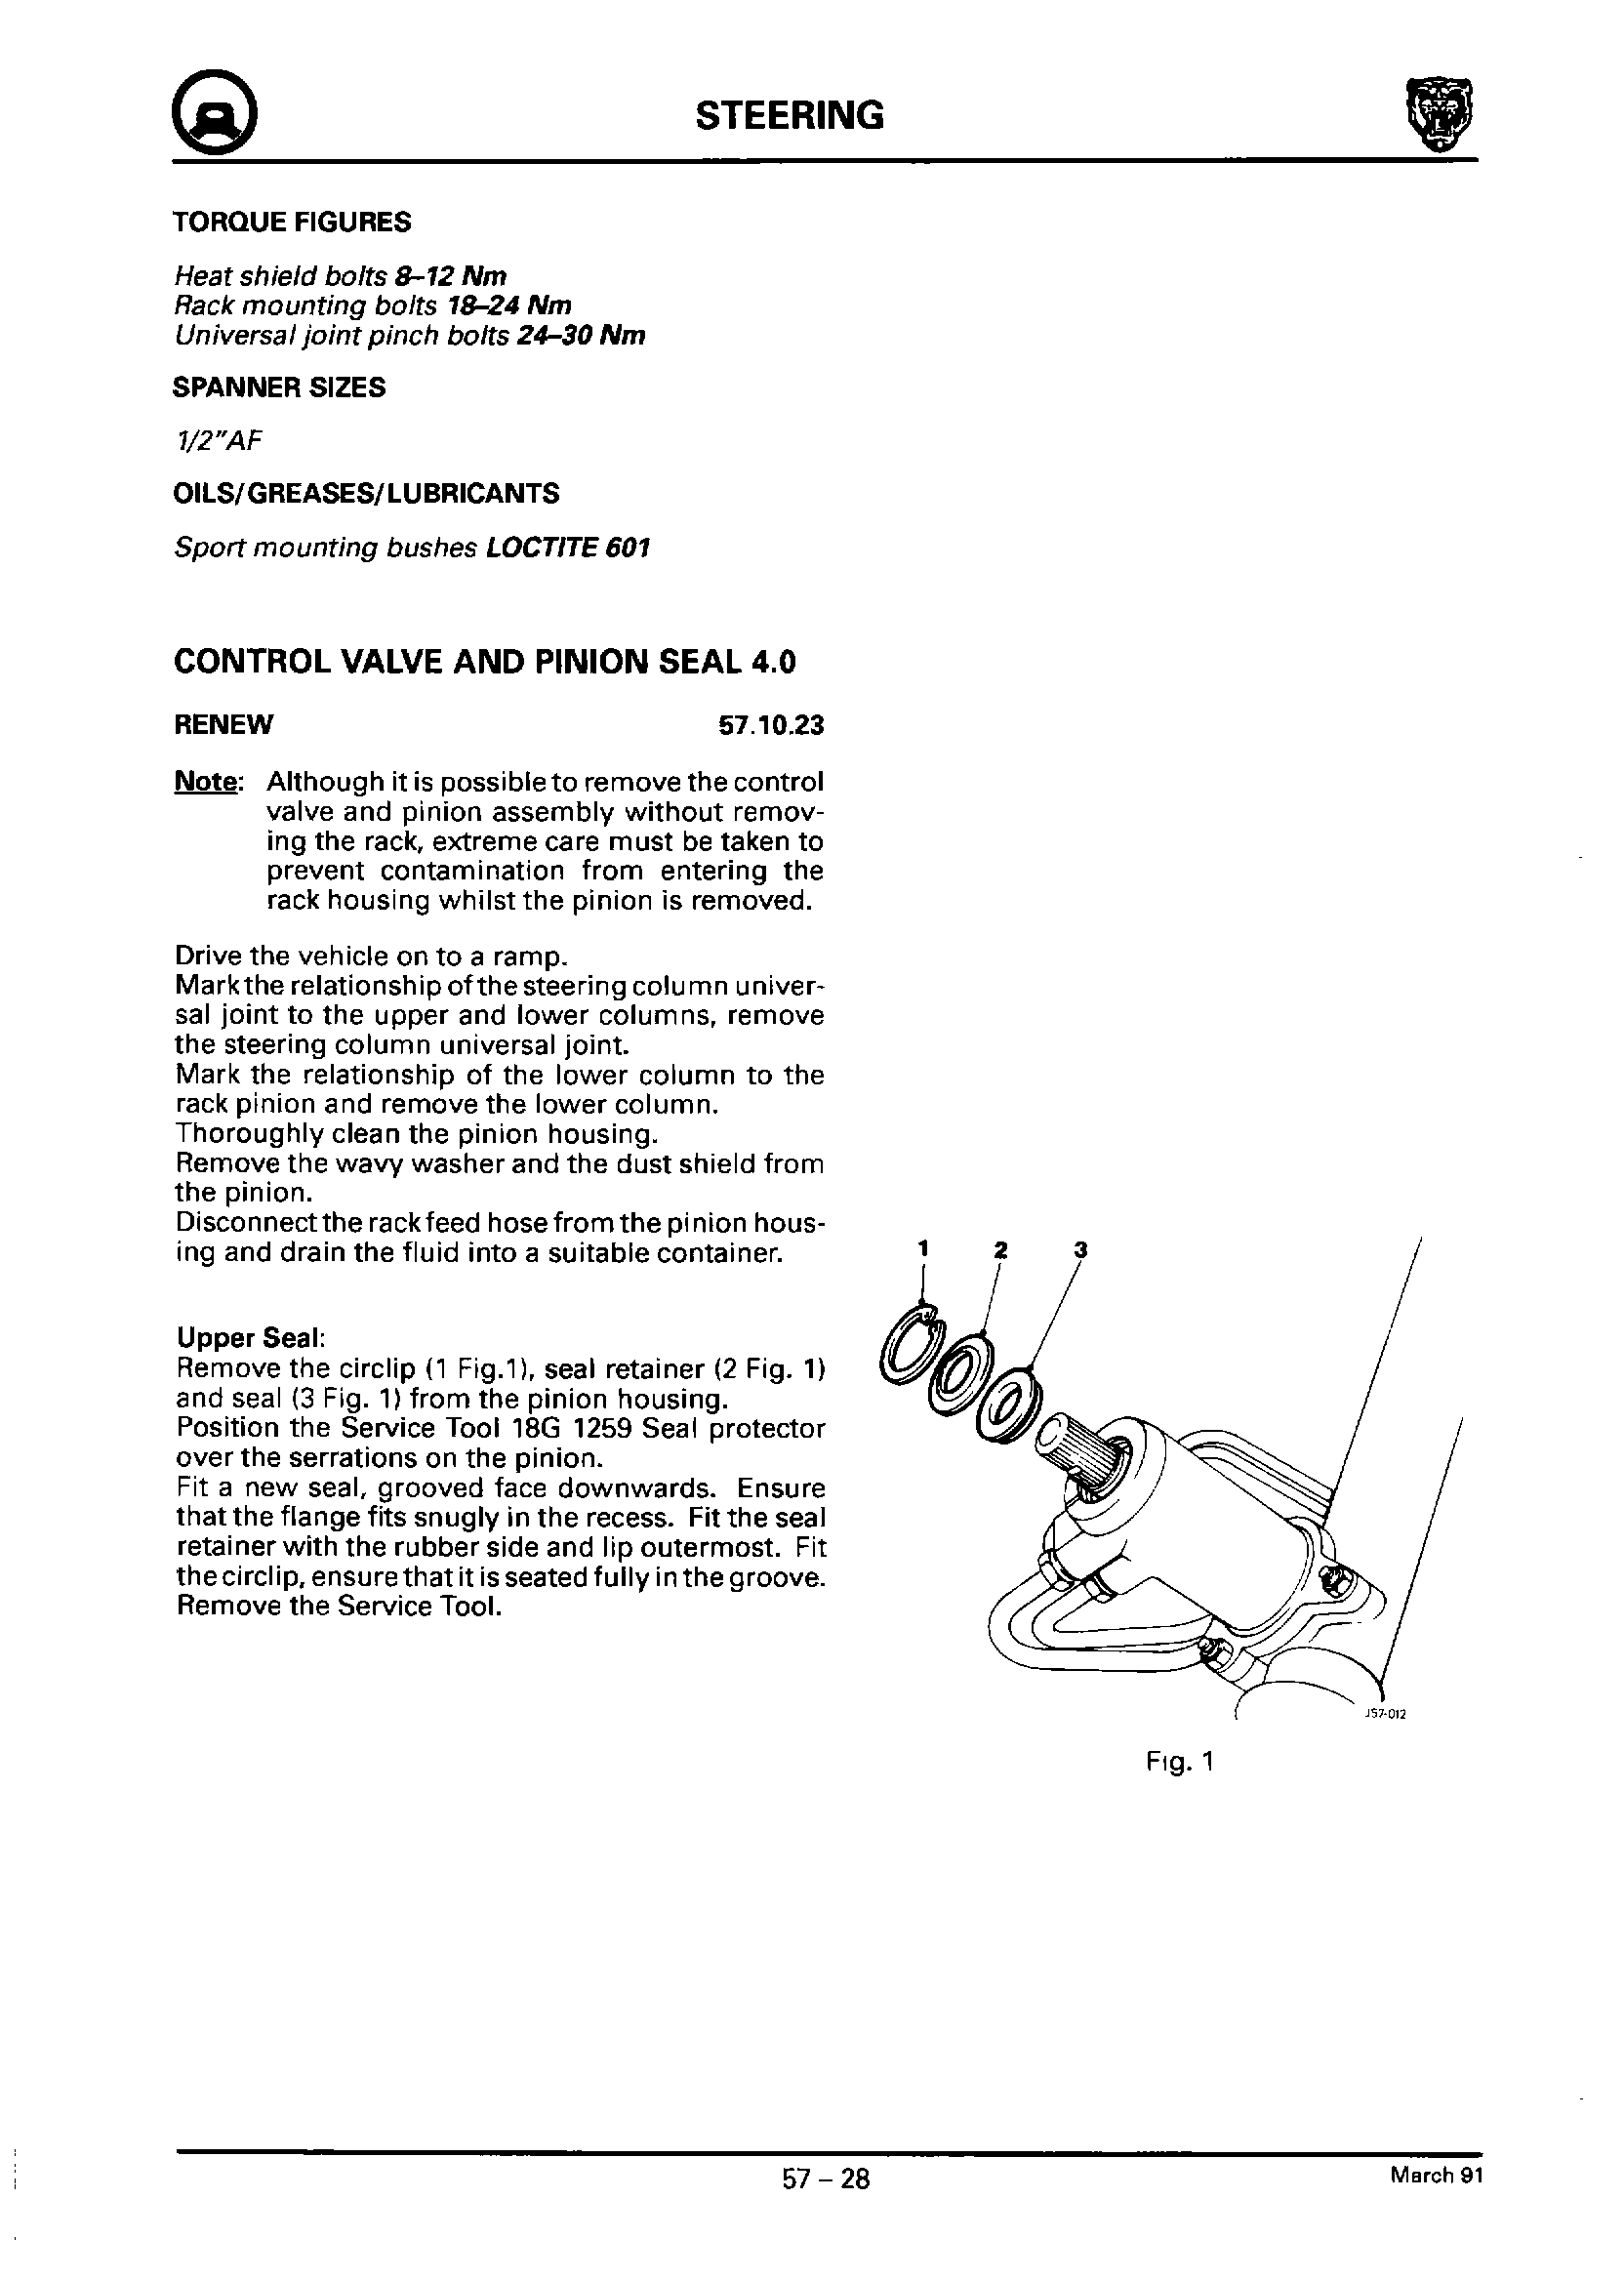 STEERING
TORQUE FIGURES
Heat shield bolts 8–12 Nm
Rack mounting bolts 18–24 Nm
Universal joint pinch bolts 24–30 Nm
SPANNER SIZES
1/2"AF
OILS/GREASES/LUBRICANTS
Sport mounting bushes LOCTITE 601
CONTROL VALVE AND PINION SEAL 4.0
RENEW 57.10.23
Note: Although it is possible to remove the control
valve and pinion assembly without remov-
ing the rack, extreme care must be taken to
prevent contamination from entering the
rack housing whilst the pinion is removed.
Drive the vehicle on to a ramp.
Mark the relationship of the steering column univer-
sal joint to the upper and lower columns, remove
the steering column universal joint.
Mark the relationship of the lower column to the
rack pinion and remove the lower column.
Thoroughly clean the pinion housing.
Remove the wavy washer and the dust shield from
the pinion.
Disconnect the rack feed hose from the pinion hous-
ing and drain the fluid into a suitable container.
Upper Seal:
Remove the circlip (1 Fig.1), seal retainer (2 Fig. 1)
and seal (3 Fig. 1) from the pinion housing.
Position the Service Tool 18G 1259 Seal protector
over the serrations on the pinion.
Fit a new seal, grooved face downwards. Ensure
that the flange fits snugly in the recess. Fit the seal
retainer with the rubber side and lip outermost. Fit
the circlip, ensure that it is seated fully in the groove.
Remove the Service Tool.
1 2 3
J57-012
Fig. 1
57 – 28
March 91